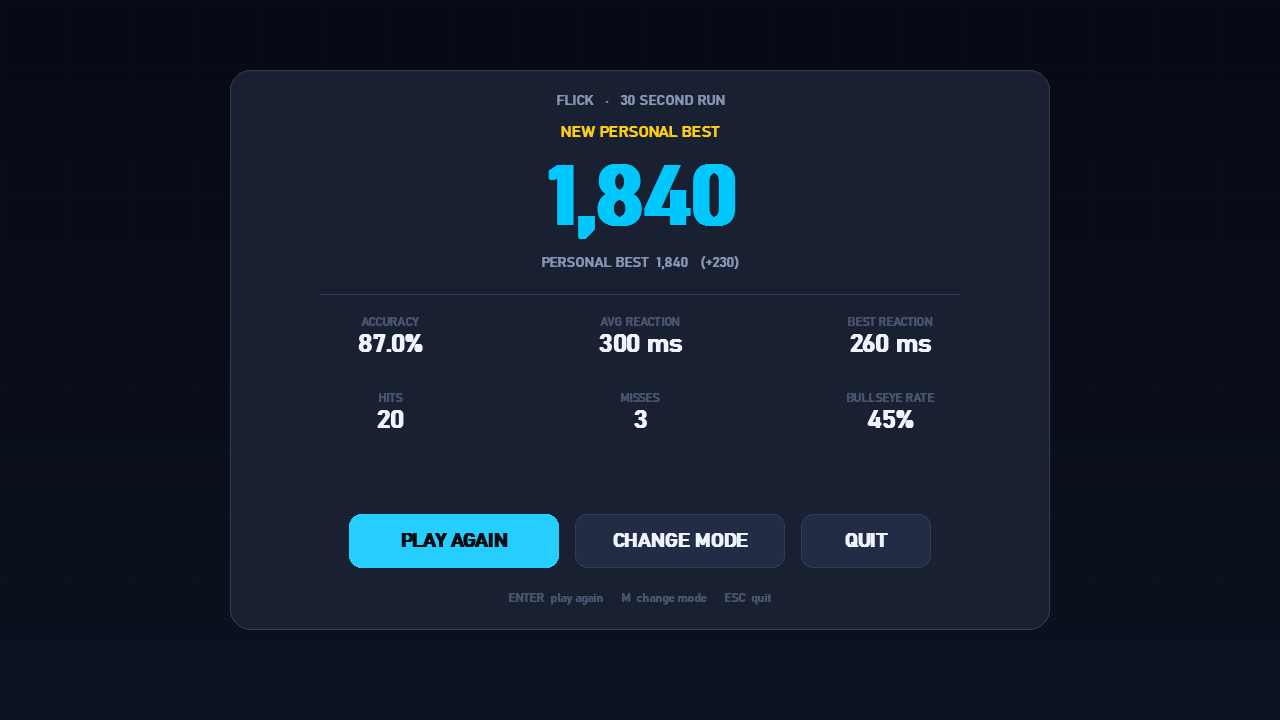 FLICK · 30 SECOND RUN
NEW PERSONAL BEST
1,840
PERSONAL BEST 1,840 (+230)
ACCURACY AVG REACTION BEST REACTION
87.0% 300 ms 260 ms
HITS MISSES BULLSEYE RATE
20 3 45%
PLAY AGAIN CHANGE MODE QUIT
ENTER play again M change mode ESC quit